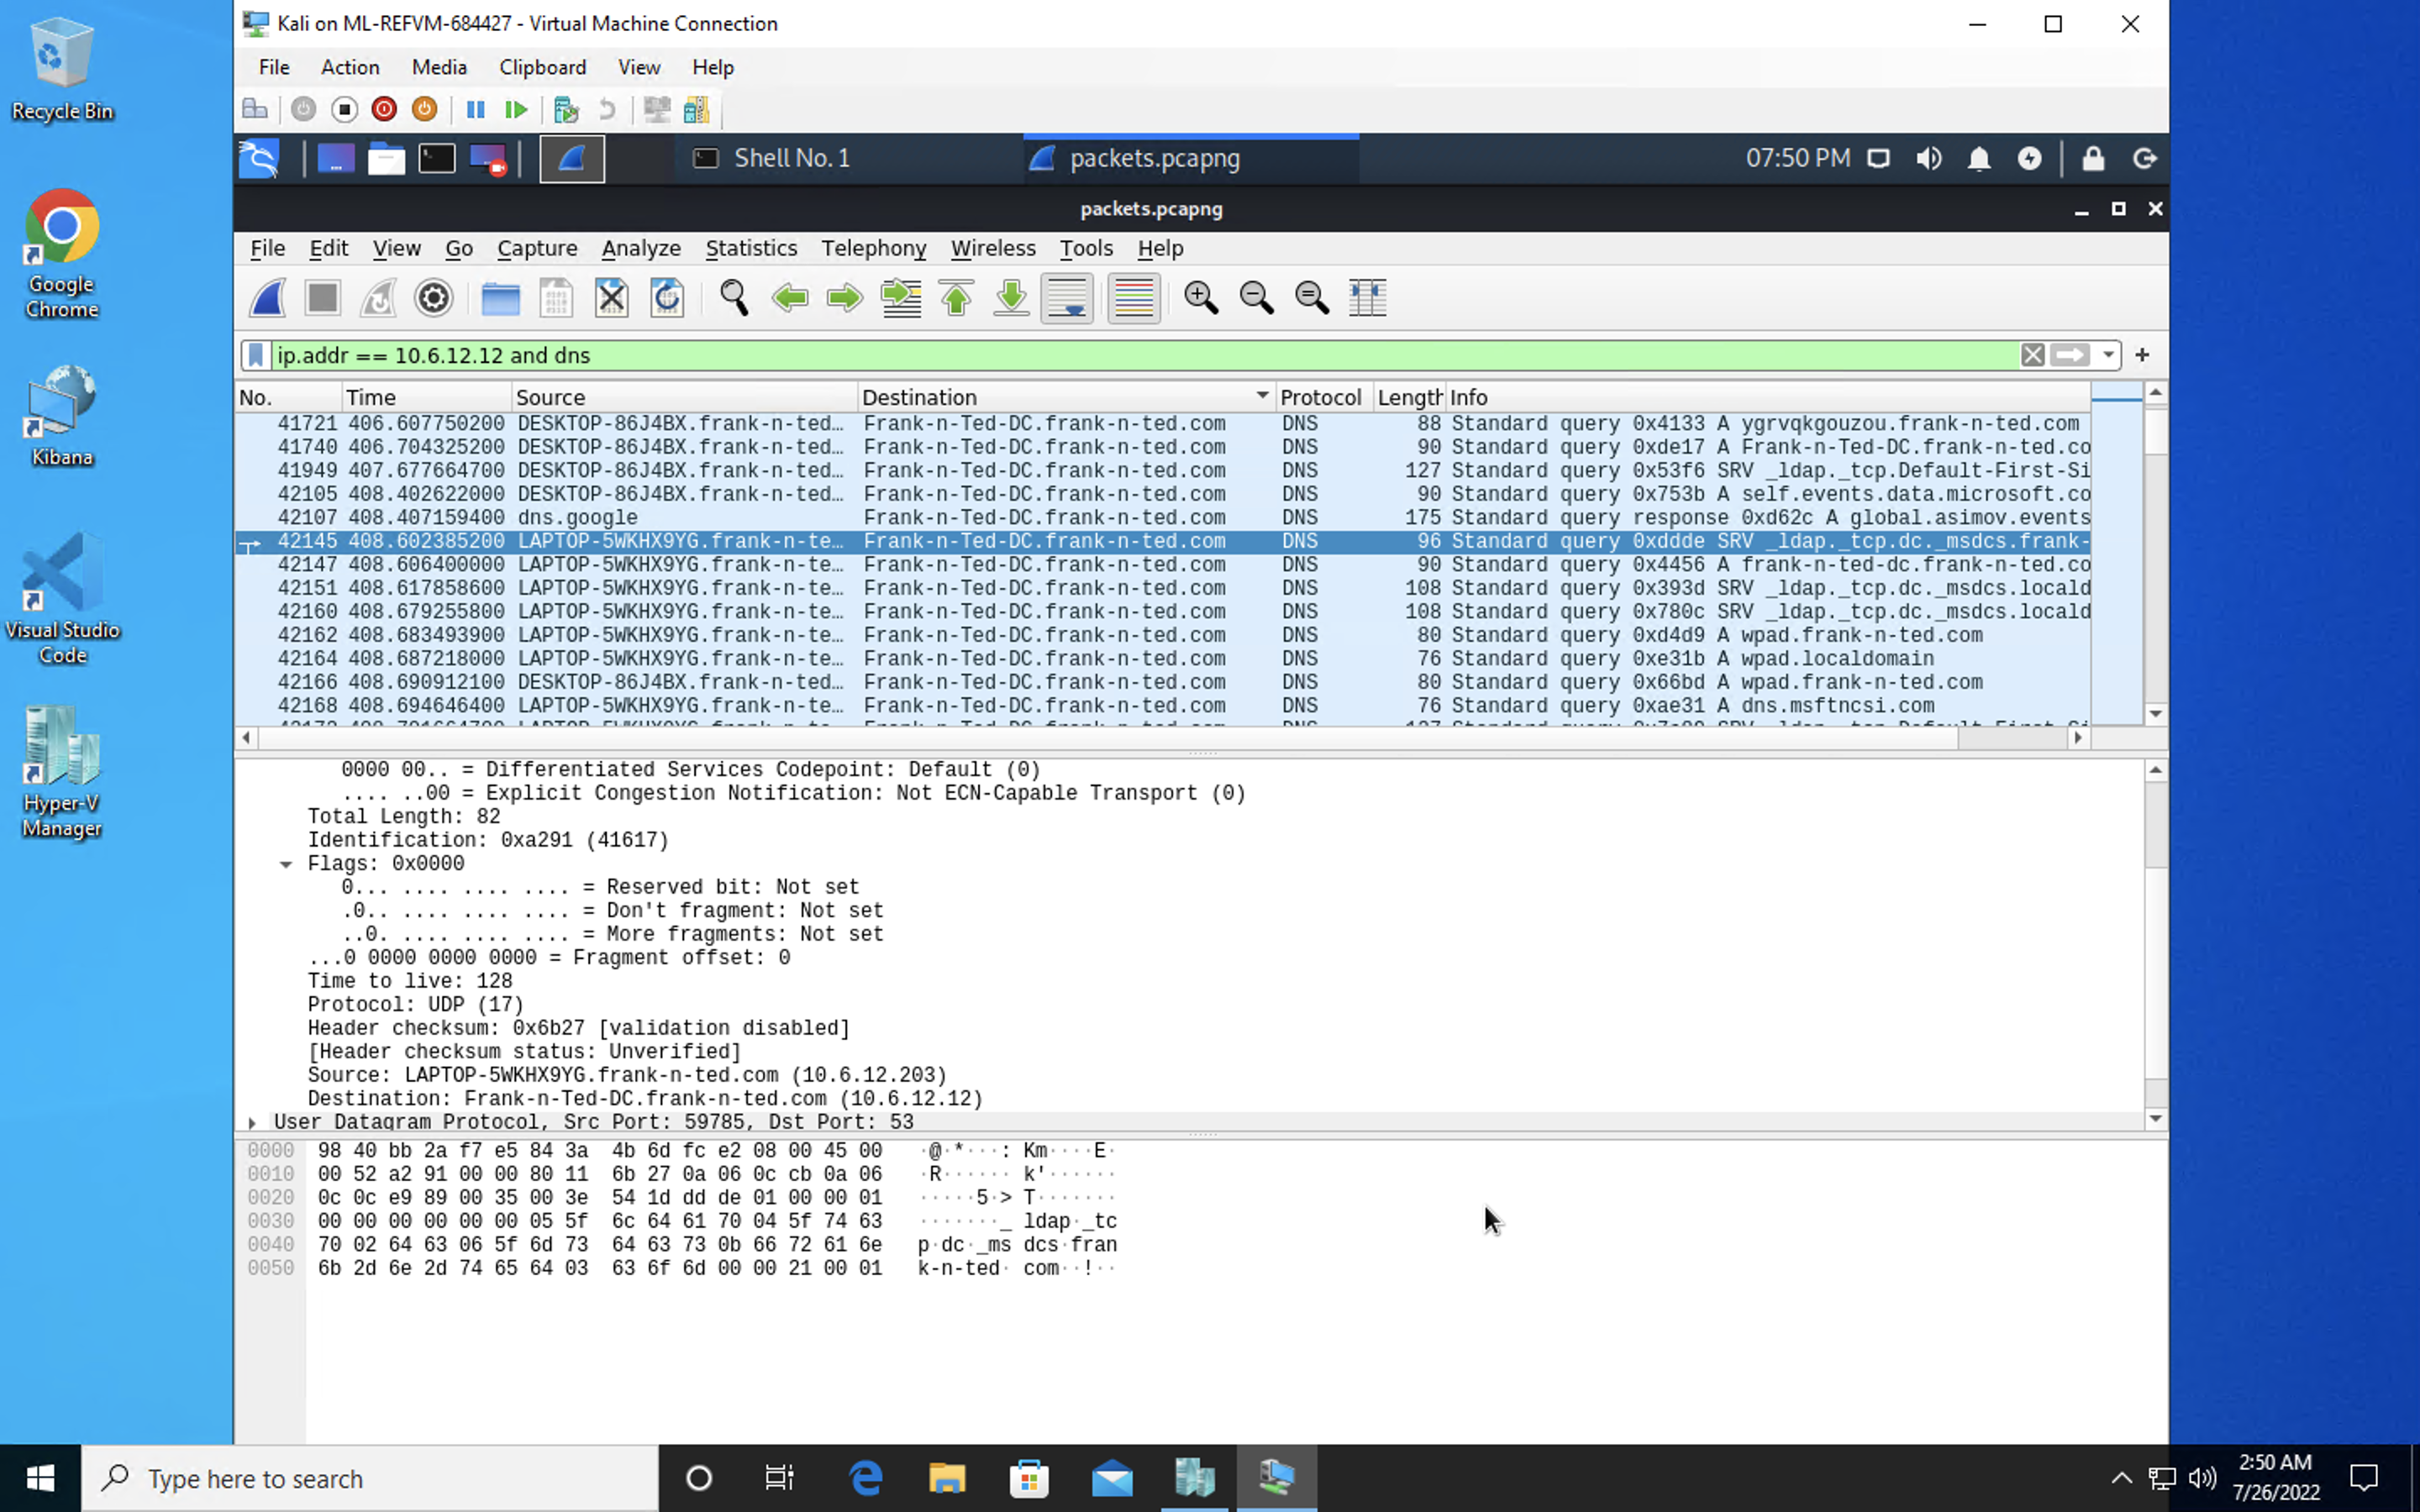 Kali on ML-REFVM-684427 - Virtual Machine Connection
File Action Media Clipboard View Help
Recycle Bin
Google Chrome
Kibana
Visual Studio Code
Hyper-V Manager
Shell No. 1
packets.pcapng
07:50 PM
packets.pcapng
File Edit View Go Capture Analyze Statistics Telephony Wireless Tools Help
ip.addr == 10.6.12.12 and dns
No. Time Source Destination Protocol Length Info
41721 406.607750200 DESKTOP-86J4BX.frank-n-ted… Frank-n-Ted-DC.frank-n-ted.com DNS 88 Standard query 0x4133 A ygrvqkgouzou.frank-n-ted.com
41740 406.704325200 DESKTOP-86J4BX.frank-n-ted… Frank-n-Ted-DC.frank-n-ted.com DNS 90 Standard query 0xde17 A Frank-n-Ted-DC.frank-n-ted.co
41949 407.677664700 DESKTOP-86J4BX.frank-n-ted… Frank-n-Ted-DC.frank-n-ted.com DNS 127 Standard query 0x53f6 SRV _ldap._tcp.Default-First-Si
42105 408.402622000 DESKTOP-86J4BX.frank-n-ted… Frank-n-Ted-DC.frank-n-ted.com DNS 90 Standard query 0x753b A self.events.data.microsoft.co
42107 408.407159400 dns.google Frank-n-Ted-DC.frank-n-ted.com DNS 175 Standard query response 0xd62c A global.asimov.events
42145 408.602385200 LAPTOP-5WKHX9YG.frank-n-te… Frank-n-Ted-DC.frank-n-ted.com DNS 96 Standard query 0xddde SRV _ldap._tcp.dc._msdcs.frank-
42147 408.606400000 LAPTOP-5WKHX9YG.frank-n-te… Frank-n-Ted-DC.frank-n-ted.com DNS 90 Standard query 0x4456 A frank-n-ted-dc.frank-n-ted.co
42151 408.617858600 LAPTOP-5WKHX9YG.frank-n-te… Frank-n-Ted-DC.frank-n-ted.com DNS 108 Standard query 0x393d SRV _ldap._tcp.dc._msdcs.locald
42160 408.679255800 LAPTOP-5WKHX9YG.frank-n-te… Frank-n-Ted-DC.frank-n-ted.com DNS 108 Standard query 0x780c SRV _ldap._tcp.dc._msdcs.locald
42162 408.683493900 LAPTOP-5WKHX9YG.frank-n-te… Frank-n-Ted-DC.frank-n-ted.com DNS 80 Standard query 0xd4d9 A wpad.frank-n-ted.com
42164 408.687218000 LAPTOP-5WKHX9YG.frank-n-te… Frank-n-Ted-DC.frank-n-ted.com DNS 76 Standard query 0xe31b A wpad.localdomain
42166 408.690912100 DESKTOP-86J4BX.frank-n-ted… Frank-n-Ted-DC.frank-n-ted.com DNS 80 Standard query 0x66bd A wpad.frank-n-ted.com
42168 408.694646400 LAPTOP-5WKHX9YG.frank-n-te… Frank-n-Ted-DC.frank-n-ted.com DNS 76 Standard query 0xae31 A dns.msftncsi.com
0000 00.. = Differentiated Services Codepoint: Default (0)
.... ..00 = Explicit Congestion Notification: Not ECN-Capable Transport (0)
Total Length: 82
Identification: 0xa291 (41617)
Flags: 0x0000
0... .... .... .... = Reserved bit: Not set
.0.. .... .... .... = Don't fragment: Not set
..0. .... .... .... = More fragments: Not set
...0 0000 0000 0000 = Fragment offset: 0
Time to live: 128
Protocol: UDP (17)
Header checksum: 0x6b27 [validation disabled]
[Header checksum status: Unverified]
Source: LAPTOP-5WKHX9YG.frank-n-ted.com (10.6.12.203)
Destination: Frank-n-Ted-DC.frank-n-ted.com (10.6.12.12)
User Datagram Protocol, Src Port: 59785, Dst Port: 53
0000 98 40 bb 2a f7 e5 84 3a 4b 6d fc e2 08 00 45 00 ·@·*···: Km····E·
0010 00 52 a2 91 00 00 80 11 6b 27 0a 06 0c cb 0a 06 ·R······ k'······
0020 0c 0c e9 89 00 35 00 3e 54 1d dd de 01 00 00 01 ·····5·> T·······
0030 00 00 00 00 00 00 05 5f 6c 64 61 70 04 5f 74 63 ·······_ ldap·_tc
0040 70 02 64 63 06 5f 6d 73 64 63 73 0b 66 72 61 6e p·dc·_ms dcs·fran
0050 6b 2d 6e 2d 74 65 64 03 63 6f 6d 00 00 21 00 01 k-n-ted· com··!··
Type here to search
2:50 AM
7/26/2022